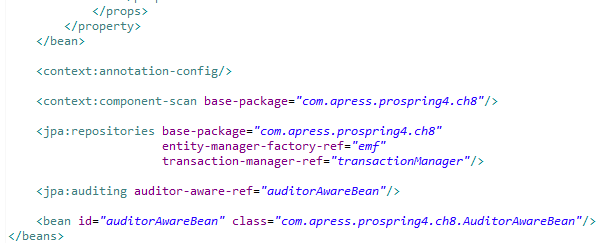 </props>
</property>
</bean>
<context:annotation-config/>
<context:component-scan base-package="com.apress.prospring4.ch8"/>
<jpa:repositories base-package="com.apress.prospring4.ch8"
entity-manager-factory-ref="emf"
transaction-manager-ref="transactionManager"/>
<jpa:auditing auditor-aware-ref="auditorAwareBean"/>
<bean id="auditorAwareBean" class="com.apress.prospring4.ch8.AuditorAwareBean"/>
</beans>